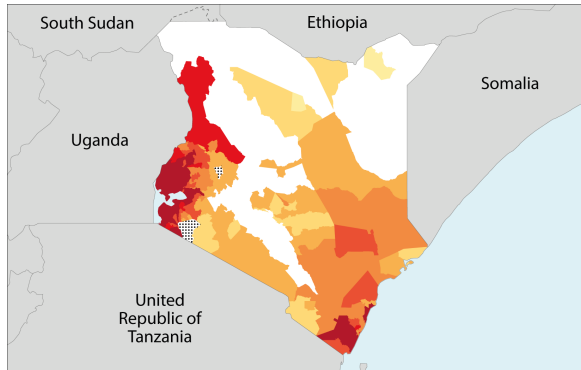 South Sudan
Ethiopia
Somalia
Uganda
United
Republic of
Tanzania